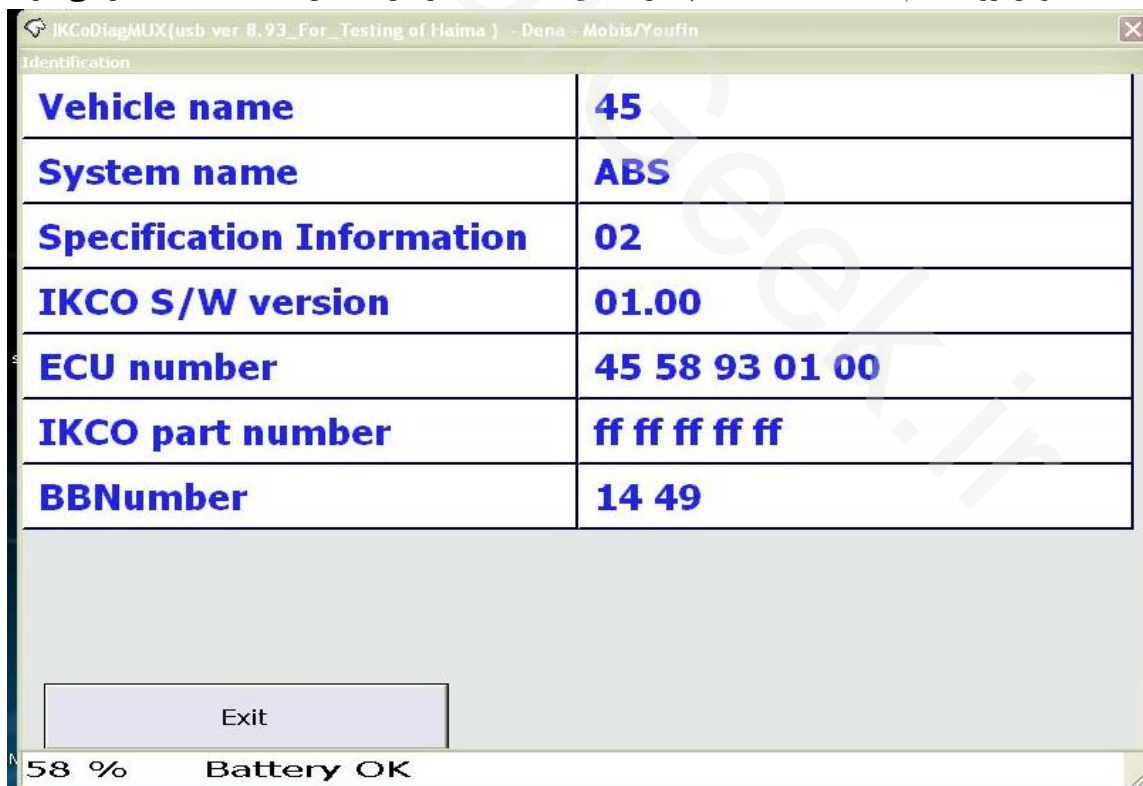 IKCoDiagMUX(usb ver 8.93_For_Testing of Haima ) - Dena - Mobis/Youfin
Identification
Vehicle name 45
System name ABS
Specification Information 02
IKCO S/W version 01.00
ECU number 45 58 93 01 00
IKCO part number ff ff ff ff ff
BBNumber 14 49
Exit
58 % Battery OK